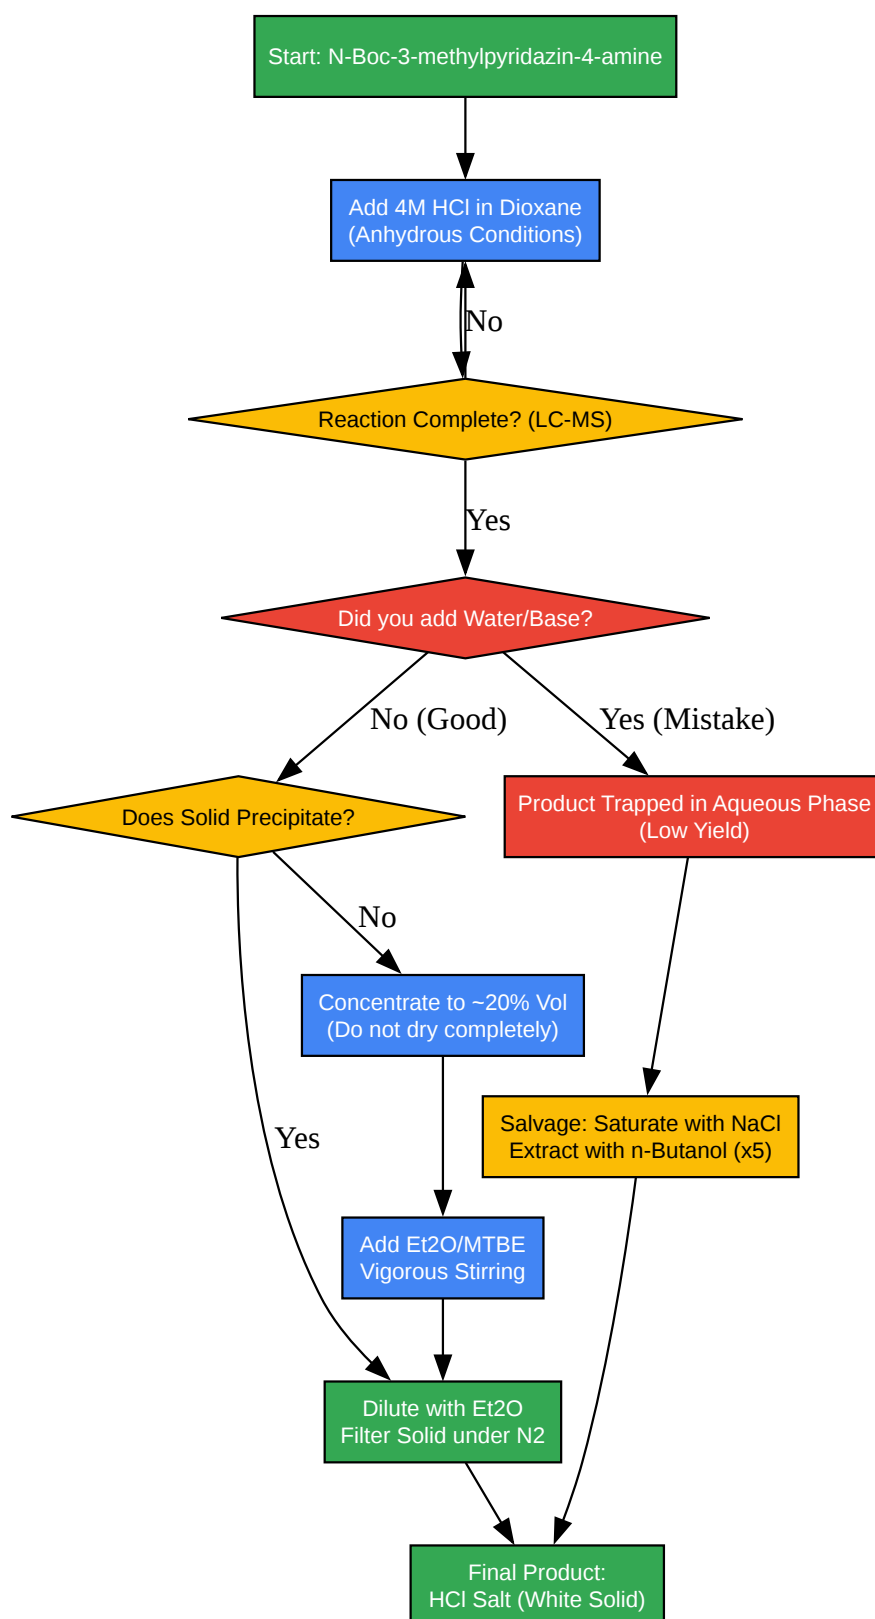 Start: N-Boc-3-methylpyridazin-4-amine
Add 4M HCl in Dioxane
(Anhydrous Conditions)
No
Reaction Complete? (LC-MS)
Yes
Did you add Water/Base?
No (Good)
Yes (Mistake)
Does Solid Precipitate?
Product Trapped in Aqueous Phase
(Low Yield)
No
Concentrate to ~20% Vol
(Do not dry completely)
Salvage: Saturate with NaCl
Extract with n-Butanol (x5)
Yes
Add Et2O/MTBE
Vigorous Stirring
Dilute with Et2O
Filter Solid under N2
Final Product:
HCl Salt (White Solid)